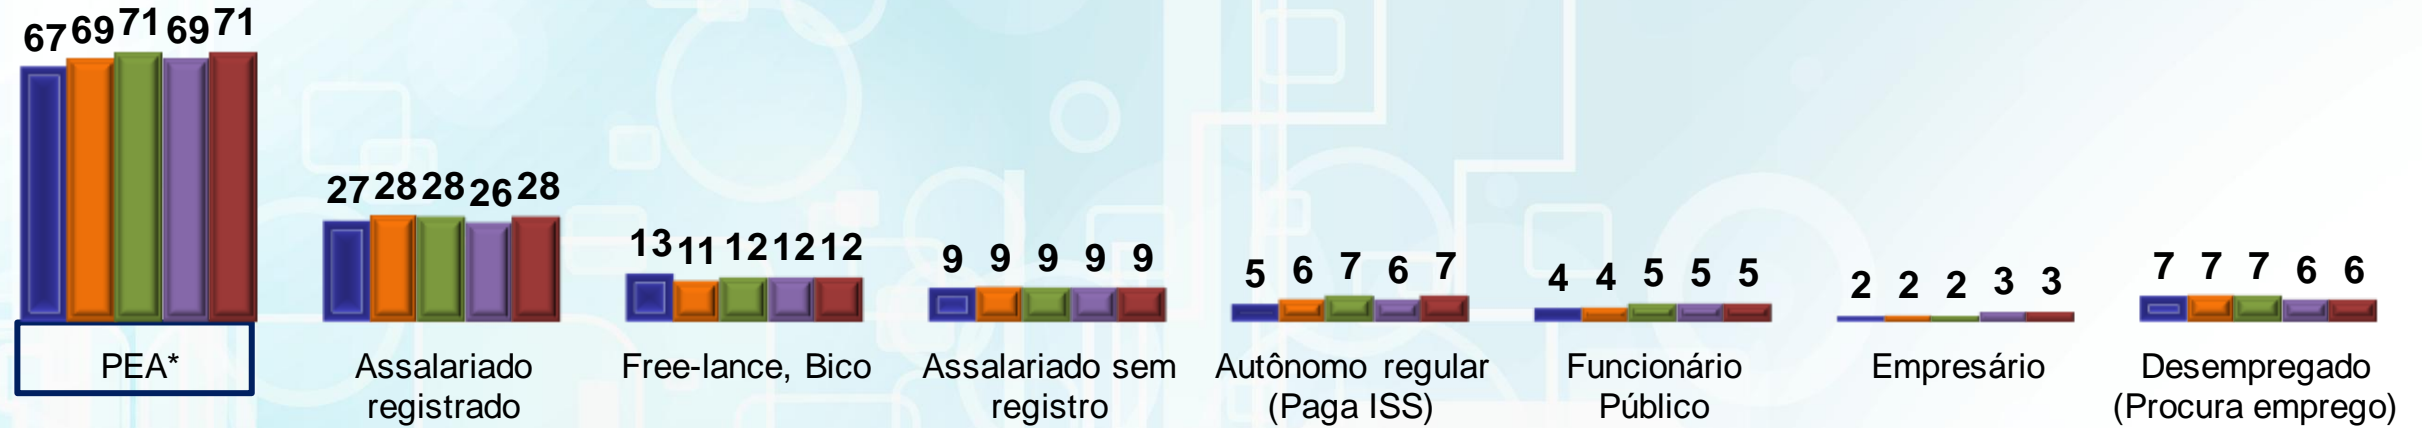 67 69 71 69 71
27 28 28 26 28
13 11 12 12 12
9 9 9 9 9
5 6 7 6 7
4 4 5 5 5
2 2 2 3 3
7 7 7 6 6
PEA*
Assalariado
registrado
Free-lance, Bico
Assalariado sem
registro
Autônomo regular
(Paga ISS)
Funcionário
Público
Empresário
Desempregado
(Procura emprego)